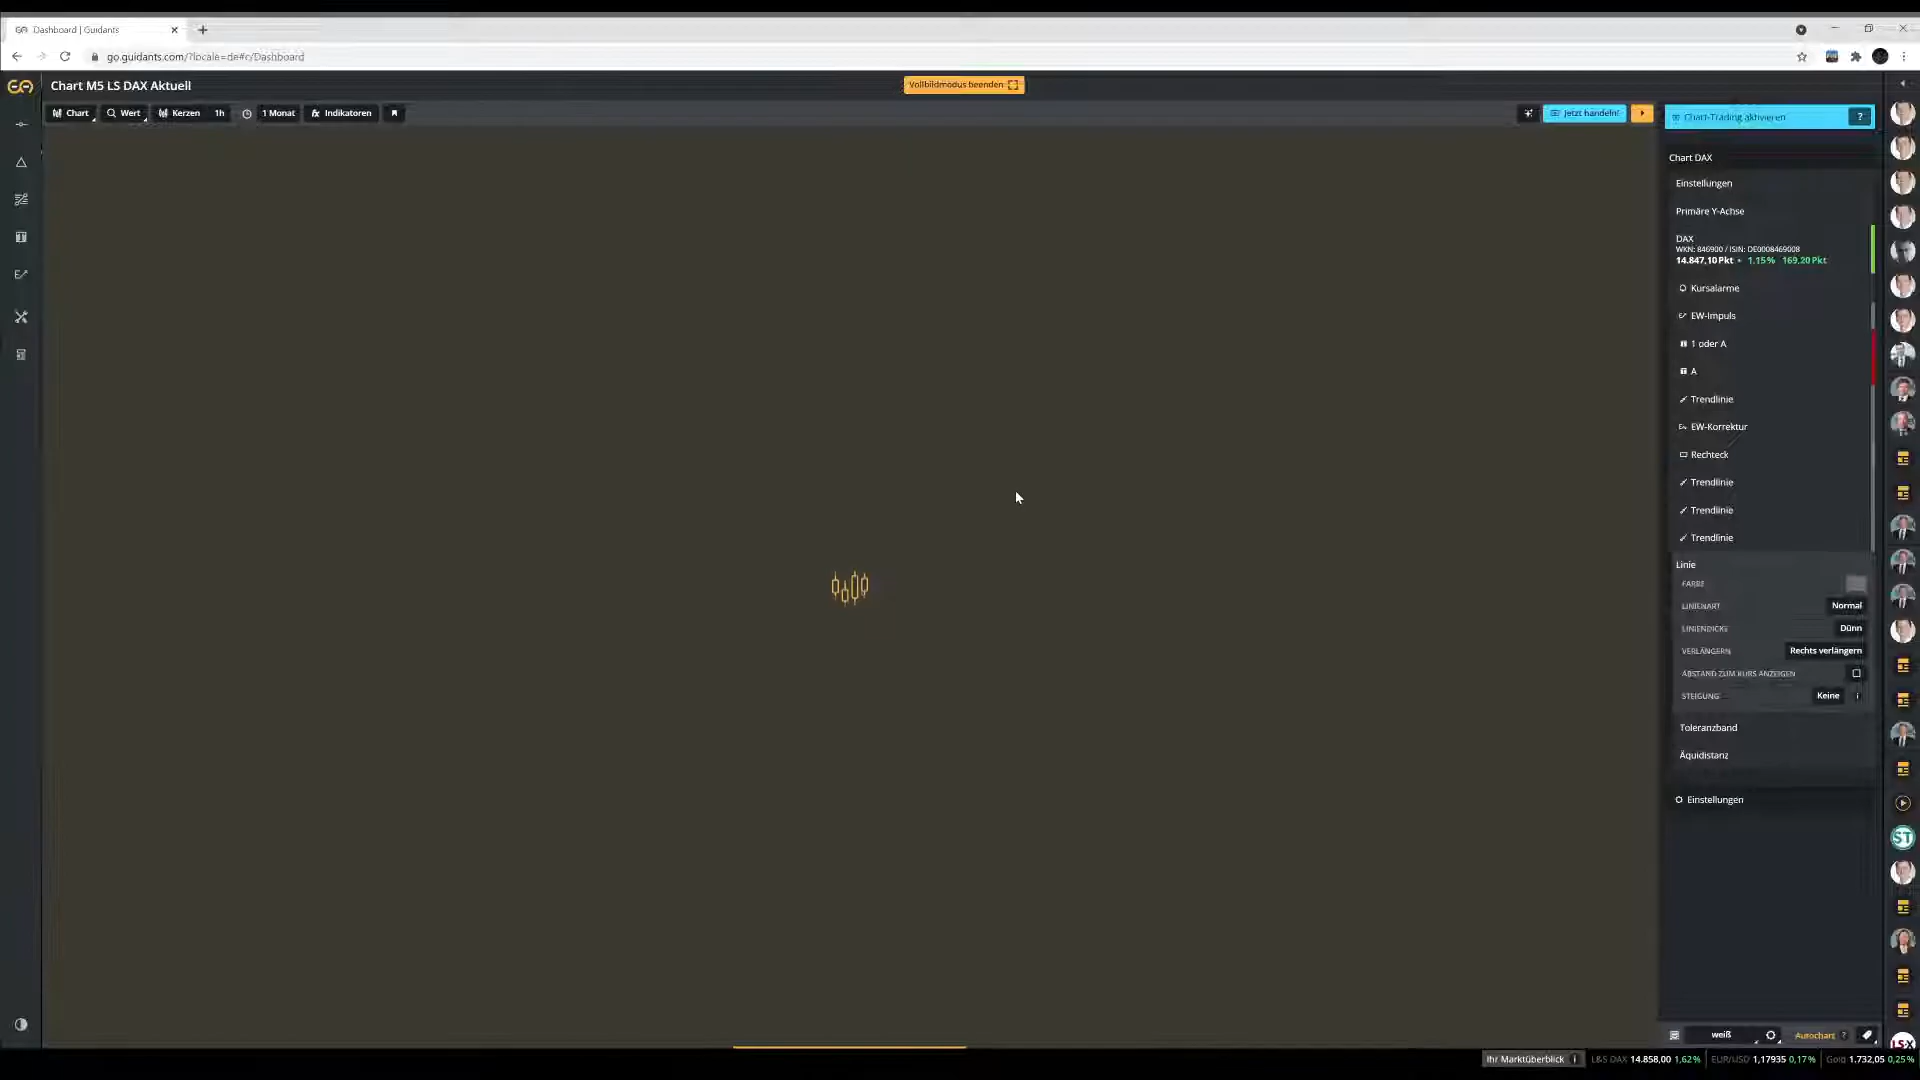 Dashboard | Guidants
go.guidants.com/?locale=de#c/Dashboard
Chart M5 LS DAX Aktuell
Vollbildmodus beenden
Chart
Wert
Kerzen
1h
1 Monat
fx Indikatoren
Jetzt handeln!
Chart-Trading aktivieren
?
Chart DAX
Einstellungen
Primäre Y-Achse
DAX
WKN: 846900 / ISIN: DE0008469008
14.847,10 Pkt + 1.15% 169,20 Pkt
Kursalarme
EW-Impuls
1 oder A
A
Trendlinie
EW-Korrektur
Rechteck
Trendlinie
Trendlinie
Trendlinie
Linie
FARBE
LINIENART Normal
LINIENDICKE Dünn
VERLÄNGERN Rechts verlängern
ABSTAND ZUM KURS ANZEIGEN
STEIGUNG Keine i
Toleranzband
Äquidistanz
Einstellungen
ST
weiß
Autochart ?
LS-X
Ihr Marktüberblick i
L&S DAX 14.858,00 1,62%
EUR/USD 1,17935 0,17%
Gold 1.732,05 0,25%